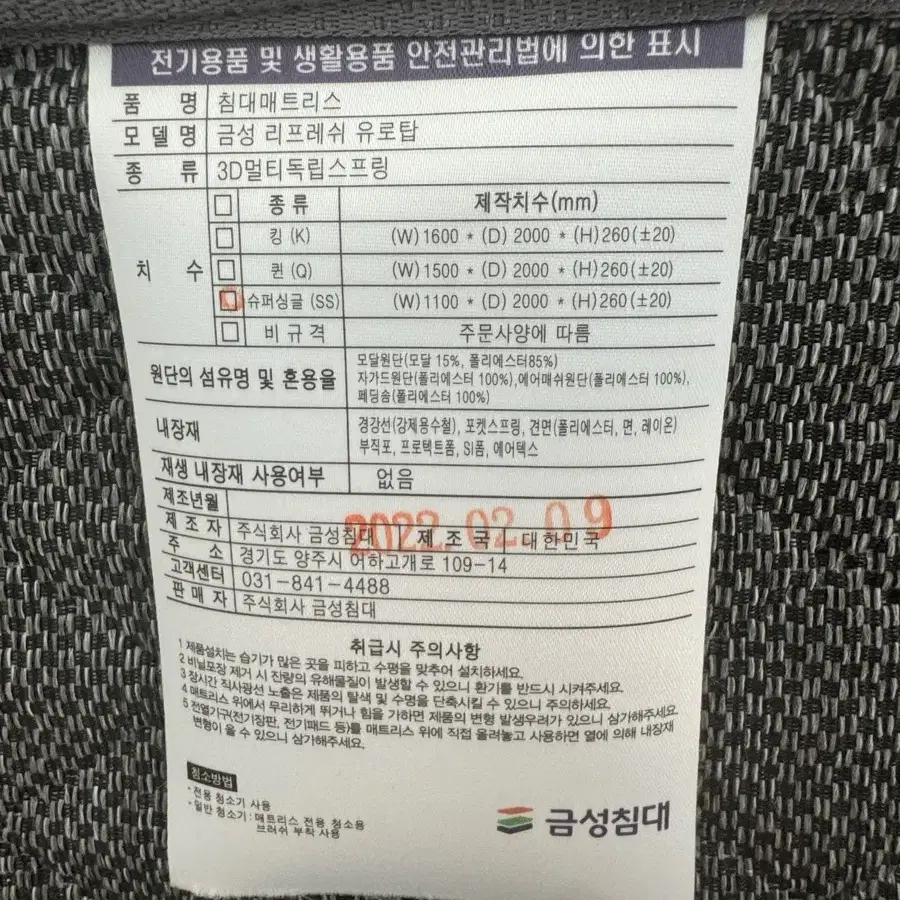 전기용품 및 생활용품 안전관리법에 의한 표시
품 명 침대매트리스
모델명 금성 리프레쉬 유로탑
종 류 3D멀티독립스프링
치 수
종류 제작치수(mm)
킹 (K) (W)1600 * (D) 2000 * (H)260(±20)
퀸 (Q) (W)1500 * (D) 2000 * (H)260(±20)
슈퍼싱글 (SS) (W)1100 * (D) 2000 * (H)260(±20)
비규격 주문사양에 따름
원단의 섬유명 및 혼용율
모달원단(모달 15%, 폴리에스터85%)
자가드원단(폴리에스터 100%),에어매쉬원단(폴리에스터 100%),
페딩솜(폴리에스터 100%)
내장재
경강선(강제용수철), 포켓스프링, 견면(폴리에스터, 면, 레이온)
부직포, 프로텍트폼, SI폼, 에어텍스
재생 내장재 사용여부 없음
제조년월 2022.02.09
제조자 주식회사 금성침대 제조국 대한민국
주 소 경기도 양주시 어하고개로 109-14
고객센터 031-841-4488
판매자 주식회사 금성침대
취급시 주의사항
1 제품설치는 습기가 많은 곳을 피하고 수평을 맞추어 설치하세요.
2 비닐포장 제거 시 잔량의 유해물질이 발생할 수 있으니 환기를 반드시 시켜주세요.
3 장시간 직사광선 노출은 제품의 탈색 및 수명을 단축시킬 수 있으니 주의하세요.
4 매트리스 위에서 무리하게 뛰거나 힘을 가하면 제품의 변형 발생우려가 있으니 삼가해주세요.
5 전열기구(전기장판, 전기패드 등)를 매트리스 위에 직접 올려놓고 사용하면 열에 의해 내장재
변형이 올 수 있으니 삼가해주세요.
청소방법
- 전용 청소기 사용
- 일반 청소기 : 매트리스 전용 청소용
브러쉬 부착 사용
금성침대